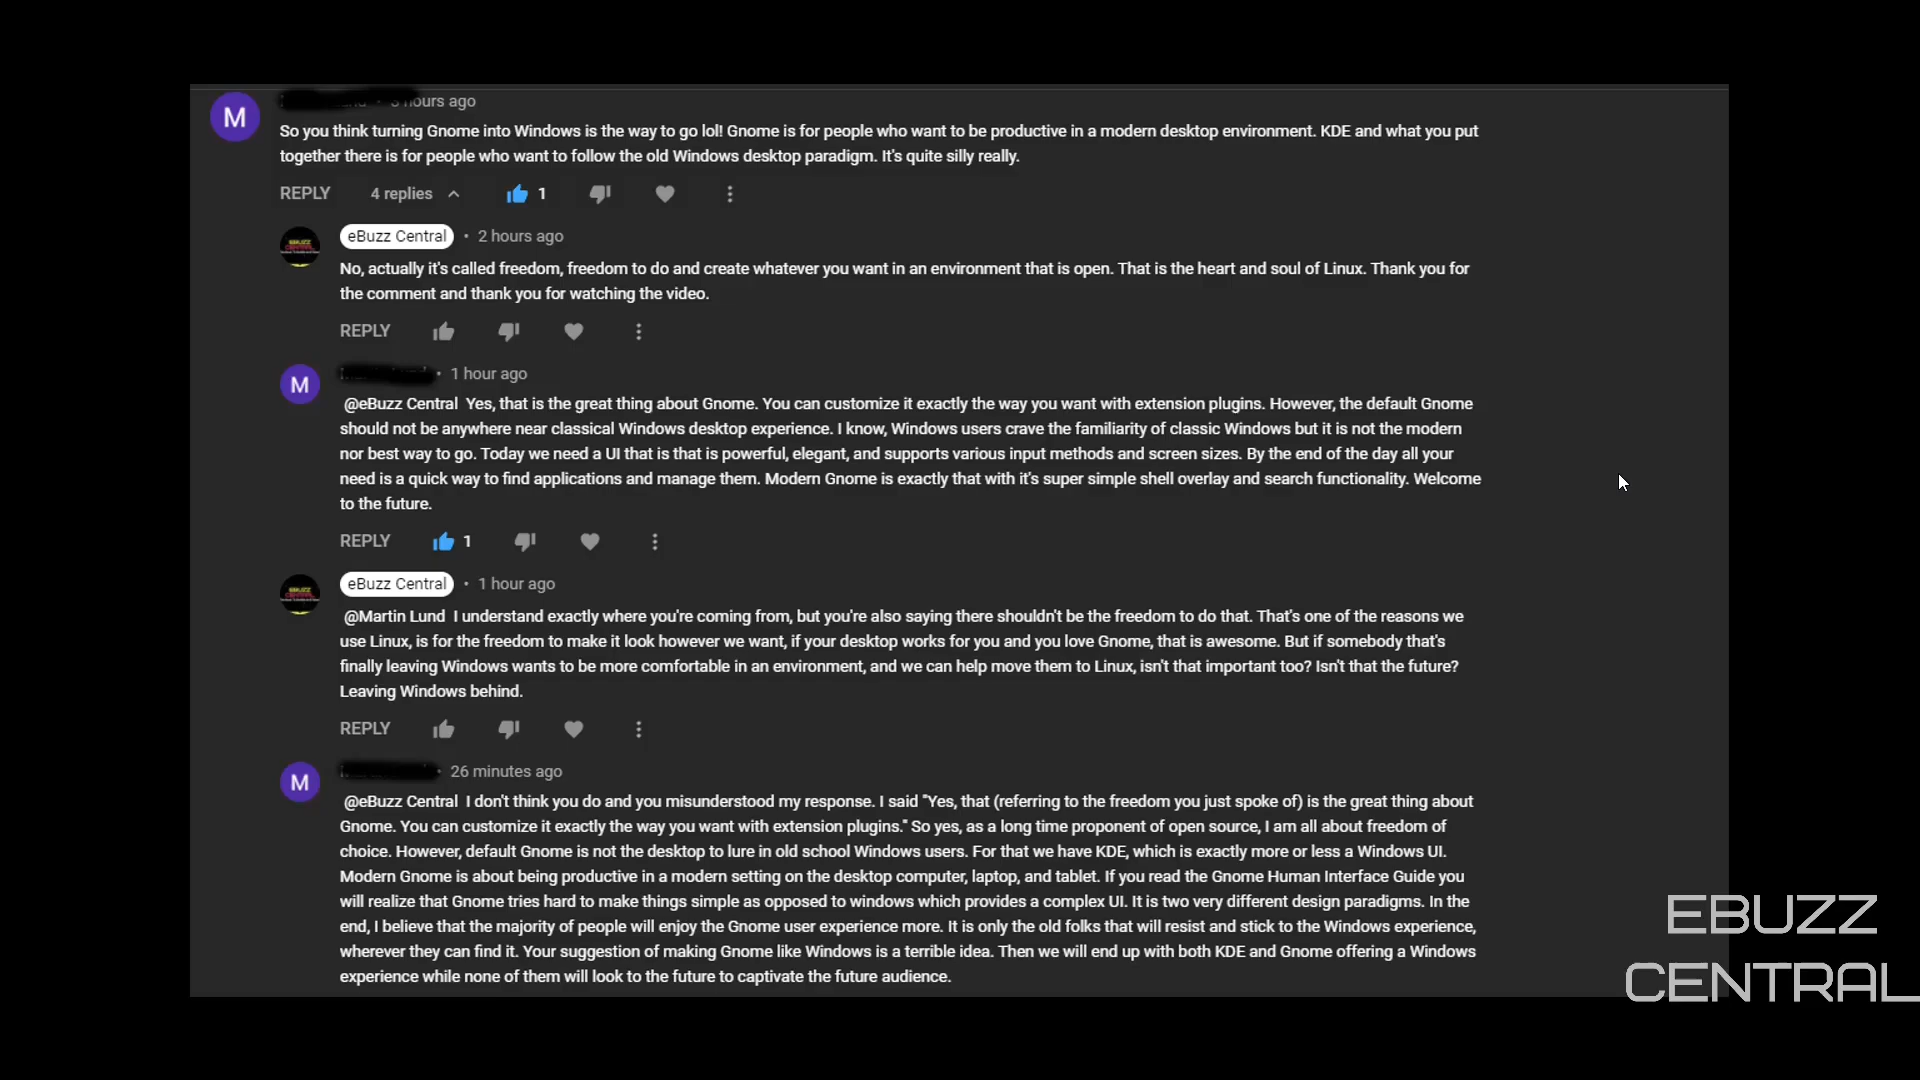 M
hours ago
So you think turning Gnome into Windows is the way to go lol! Gnome is for people who want to be productive in a modern desktop environment. KDE and what you put
together there is for people who want to follow the old Windows desktop paradigm. It's quite silly really.
REPLY 4 replies 1
eBuzz Central • 2 hours ago
No, actually it's called freedom, freedom to do and create whatever you want in an environment that is open. That is the heart and soul of Linux. Thank you for
the comment and thank you for watching the video.
REPLY
M
• 1 hour ago
@eBuzz Central Yes, that is the great thing about Gnome. You can customize it exactly the way you want with extension plugins. However, the default Gnome
should not be anywhere near classical Windows desktop experience. I know, Windows users crave the familiarity of classic Windows but it is not the modern
nor best way to go. Today we need a UI that is that is powerful, elegant, and supports various input methods and screen sizes. By the end of the day all your
need is a quick way to find applications and manage them. Modern Gnome is exactly that with it's super simple shell overlay and search functionality. Welcome
to the future.
REPLY 1
eBuzz Central • 1 hour ago
@Martin Lund I understand exactly where you're coming from, but you're also saying there shouldn't be the freedom to do that. That's one of the reasons we
use Linux, is for the freedom to make it look however we want, if your desktop works for you and you love Gnome, that is awesome. But if somebody that's
finally leaving Windows wants to be more comfortable in an environment, and we can help move them to Linux, isn't that important too? Isn't that the future?
Leaving Windows behind.
REPLY
M
• 26 minutes ago
@eBuzz Central I don't think you do and you misunderstood my response. I said "Yes, that (referring to the freedom you just spoke of) is the great thing about
Gnome. You can customize it exactly the way you want with extension plugins." So yes, as a long time proponent of open source, I am all about freedom of
choice. However, default Gnome is not the desktop to lure in old school Windows users. For that we have KDE, which is exactly more or less a Windows UI.
Modern Gnome is about being productive in a modern setting on the desktop computer, laptop, and tablet. If you read the Gnome Human Interface Guide you
will realize that Gnome tries hard to make things simple as opposed to windows which provides a complex UI. It is two very different design paradigms. In the
end, I believe that the majority of people will enjoy the Gnome user experience more. It is only the old folks that will resist and stick to the Windows experience,
wherever they can find it. Your suggestion of making Gnome like Windows is a terrible idea. Then we will end up with both KDE and Gnome offering a Windows
experience while none of them will look to the future to captivate the future audience.
EBUZZ
CENTRAL